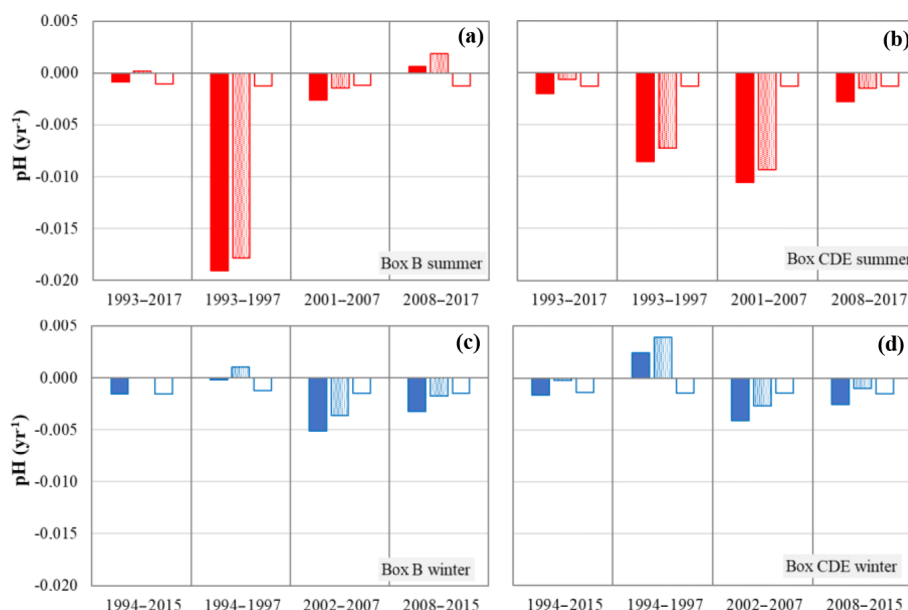 (a)
(b)
pH (yr-1)
0.005
0.000
-0.005
-0.010
-0.015
-0.020
Box B summer
Box CDE summer
1993–2017 1993–1997 2001–2007 2008–2017
1993–2017 1993–1997 2001–2007 2008–2017
(c)
(d)
pH (yr-1)
0.005
0.000
-0.005
-0.010
-0.015
-0.020
Box B winter
Box CDE winter
1994–2015 1994–1997 2002–2007 2008–2015
1994–2015 1994–1997 2002–2007 2008–2015